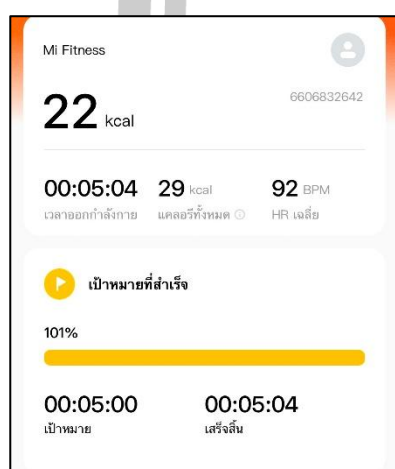 Mi Fitness
22 kcal
6606832642
00:05:04 29 kcal 92 BPM
เวลาออกกำลังกาย แคลอรีทั้งหมด HR เฉลี่ย
เป้าหมายที่สำเร็จ
101%
00:05:00 00:05:04
เป้าหมาย เสร็จสิ้น